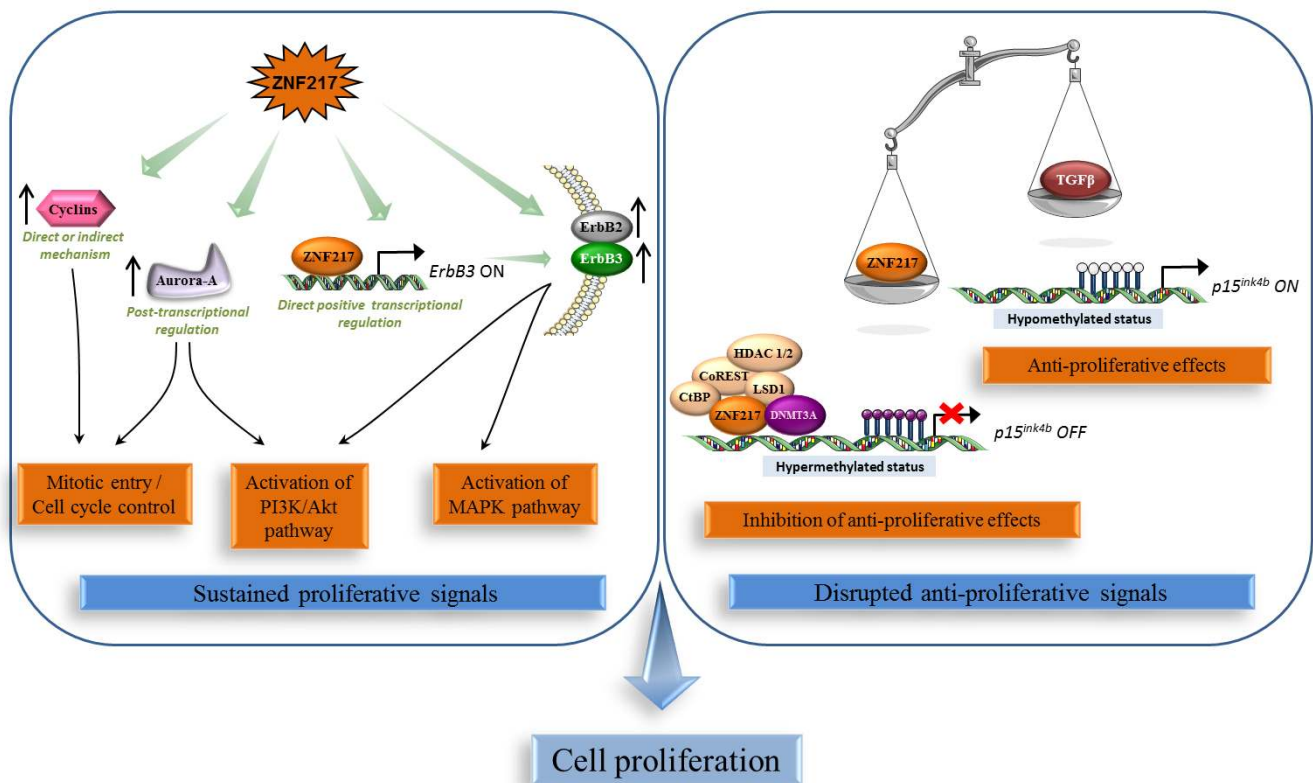 ZNF217
Cyclins
Direct or indirect
mechanism
Aurora-A
Post-transcriptional
regulation
ZNF217
ErbB3 ON
Direct positive transcriptional
regulation
ErbB2
ErbB3
Mitotic entry /
Cell cycle control
Activation of
PI3K/Akt
pathway
Activation of
MAPK pathway
Sustained proliferative signals
TGFβ
ZNF217
p15ink4b ON
Hypomethylated status
Anti-proliferative effects
HDAC 1/2
CoREST
LSD1
CtBP
ZNF217
DNMT3A
p15ink4b OFF
Hypermethylated status
Inhibition of anti-proliferative effects
Disrupted anti-proliferative signals
Cell proliferation